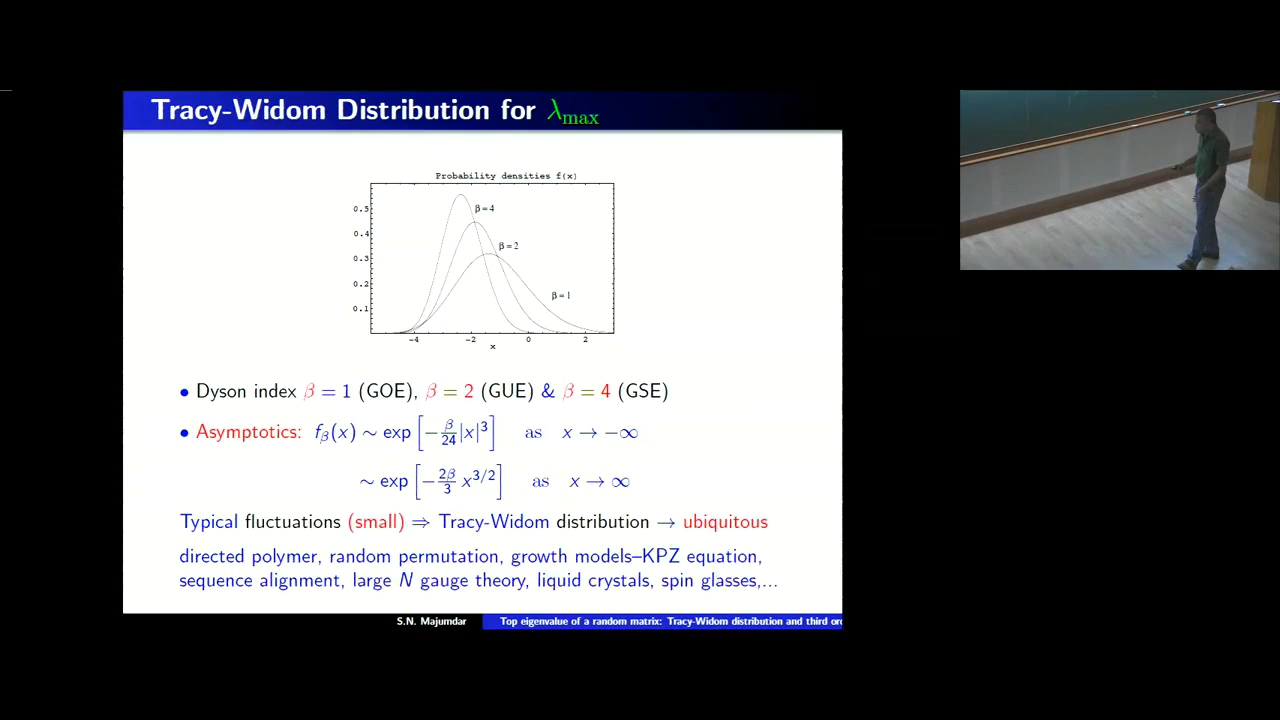 Tracy-Widom Distribution for λmax
Probability densities f(x)
0.5
0.4
0.3
0.2
0.1
β = 4
β = 2
β = 1
-4 -2 0 2
x
• Dyson index β = 1 (GOE), β = 2 (GUE) & β = 4 (GSE)
• Asymptotics: fβ(x) ∼ exp [−β/24 |x|³] as x → −∞
∼ exp [−2β/3 x^{3/2}] as x → ∞
Typical fluctuations (small) ⇒ Tracy-Widom distribution → ubiquitous
directed polymer, random permutation, growth models–KPZ equation,
sequence alignment, large N gauge theory, liquid crystals, spin glasses,...
S.N. Majumdar Top eigenvalue of a random matrix: Tracy-Widom distribution and third ord